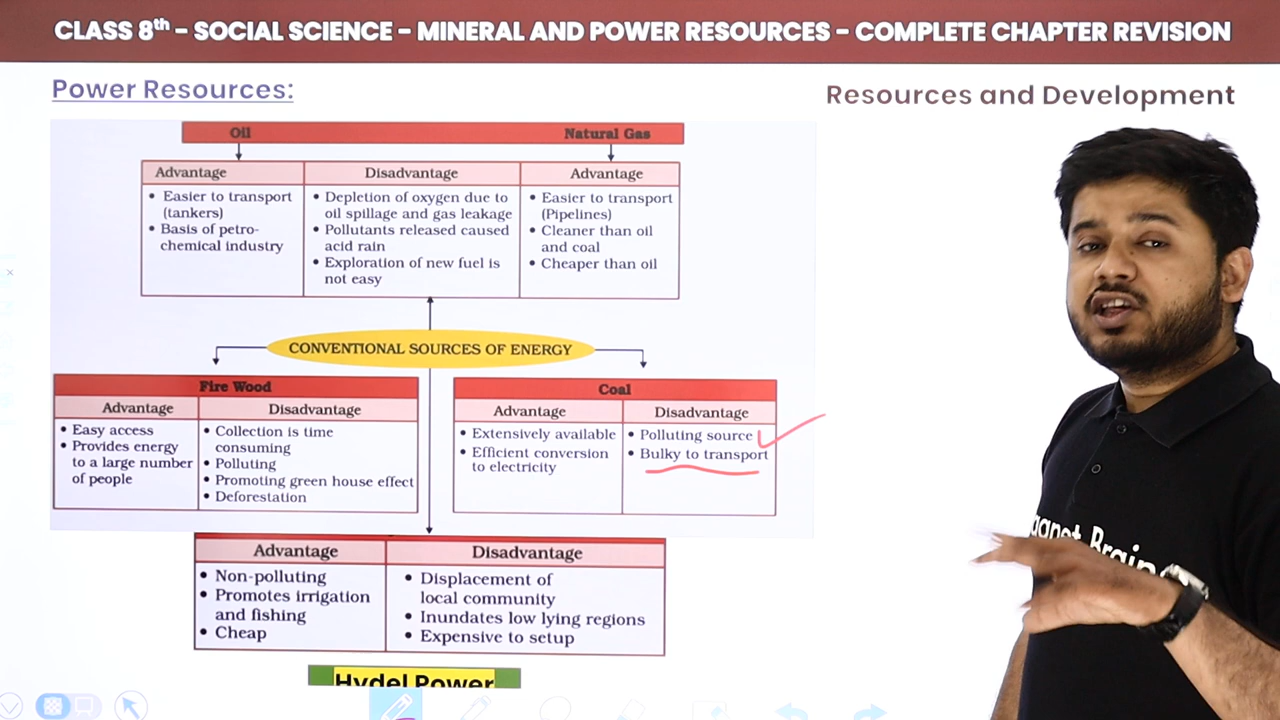 CLASS 8th – SOCIAL SCIENCE – MINERAL AND POWER RESOURCES – COMPLETE CHAPTER REVISION
Power Resources:
Resources and Development
Oil
Natural Gas
Advantage
• Easier to transport
(tankers)
• Basis of petro-
chemical industry
Disadvantage
• Depletion of oxygen due to
oil spillage and gas leakage
• Pollutants released caused
acid rain
• Exploration of new fuel is
not easy
Advantage
• Easier to transport
(Pipelines)
• Cleaner than oil
and coal
• Cheaper than oil
CONVENTIONAL SOURCES OF ENERGY
Fire Wood
Advantage
• Easy access
• Provides energy
to a large number
of people
Disadvantage
• Collection is time
consuming
• Polluting
• Promoting green house effect
• Deforestation
Coal
Advantage
• Extensively available
• Efficient conversion
to electricity
Disadvantage
• Polluting source
• Bulky to transport
Advantage
• Non-polluting
• Promotes irrigation
and fishing
• Cheap
Disadvantage
• Displacement of
local community
• Inundates low lying regions
• Expensive to setup
Hydel Power